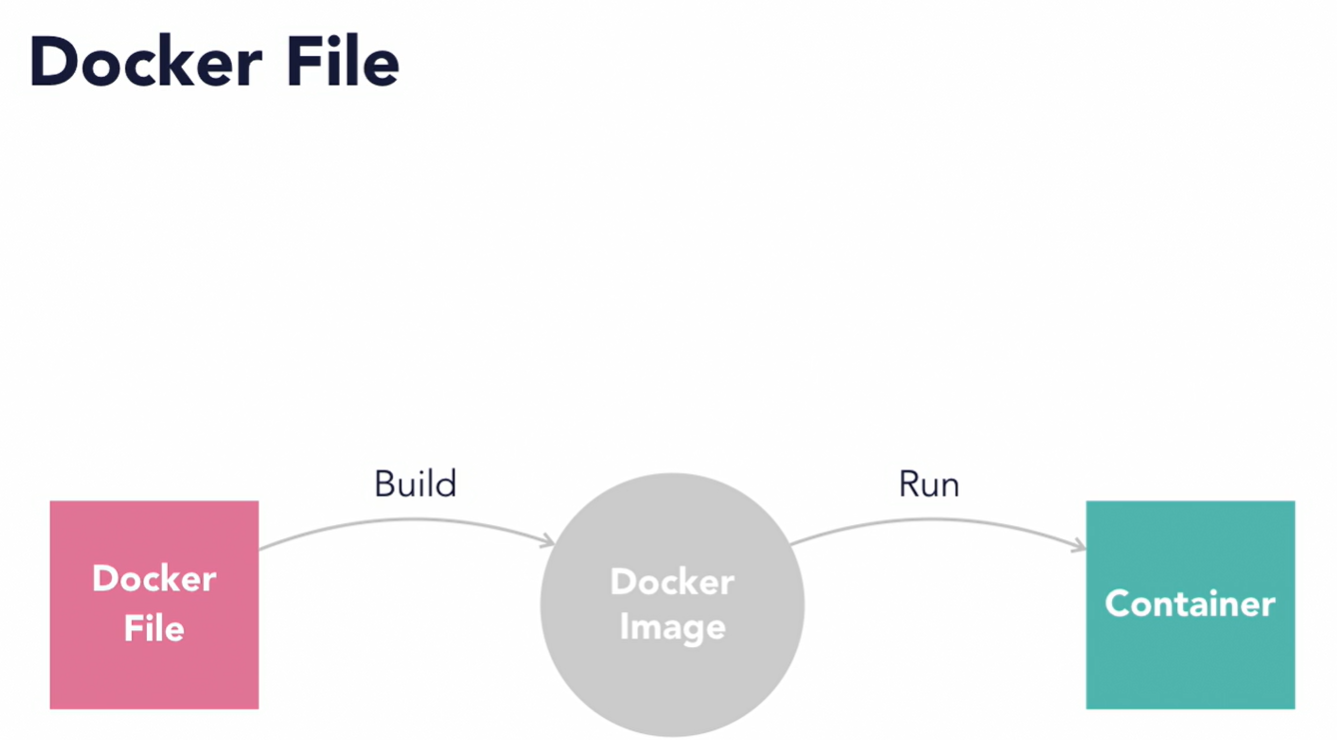 Docker File
Build
Run
Docker
File
Docker
Image
Container